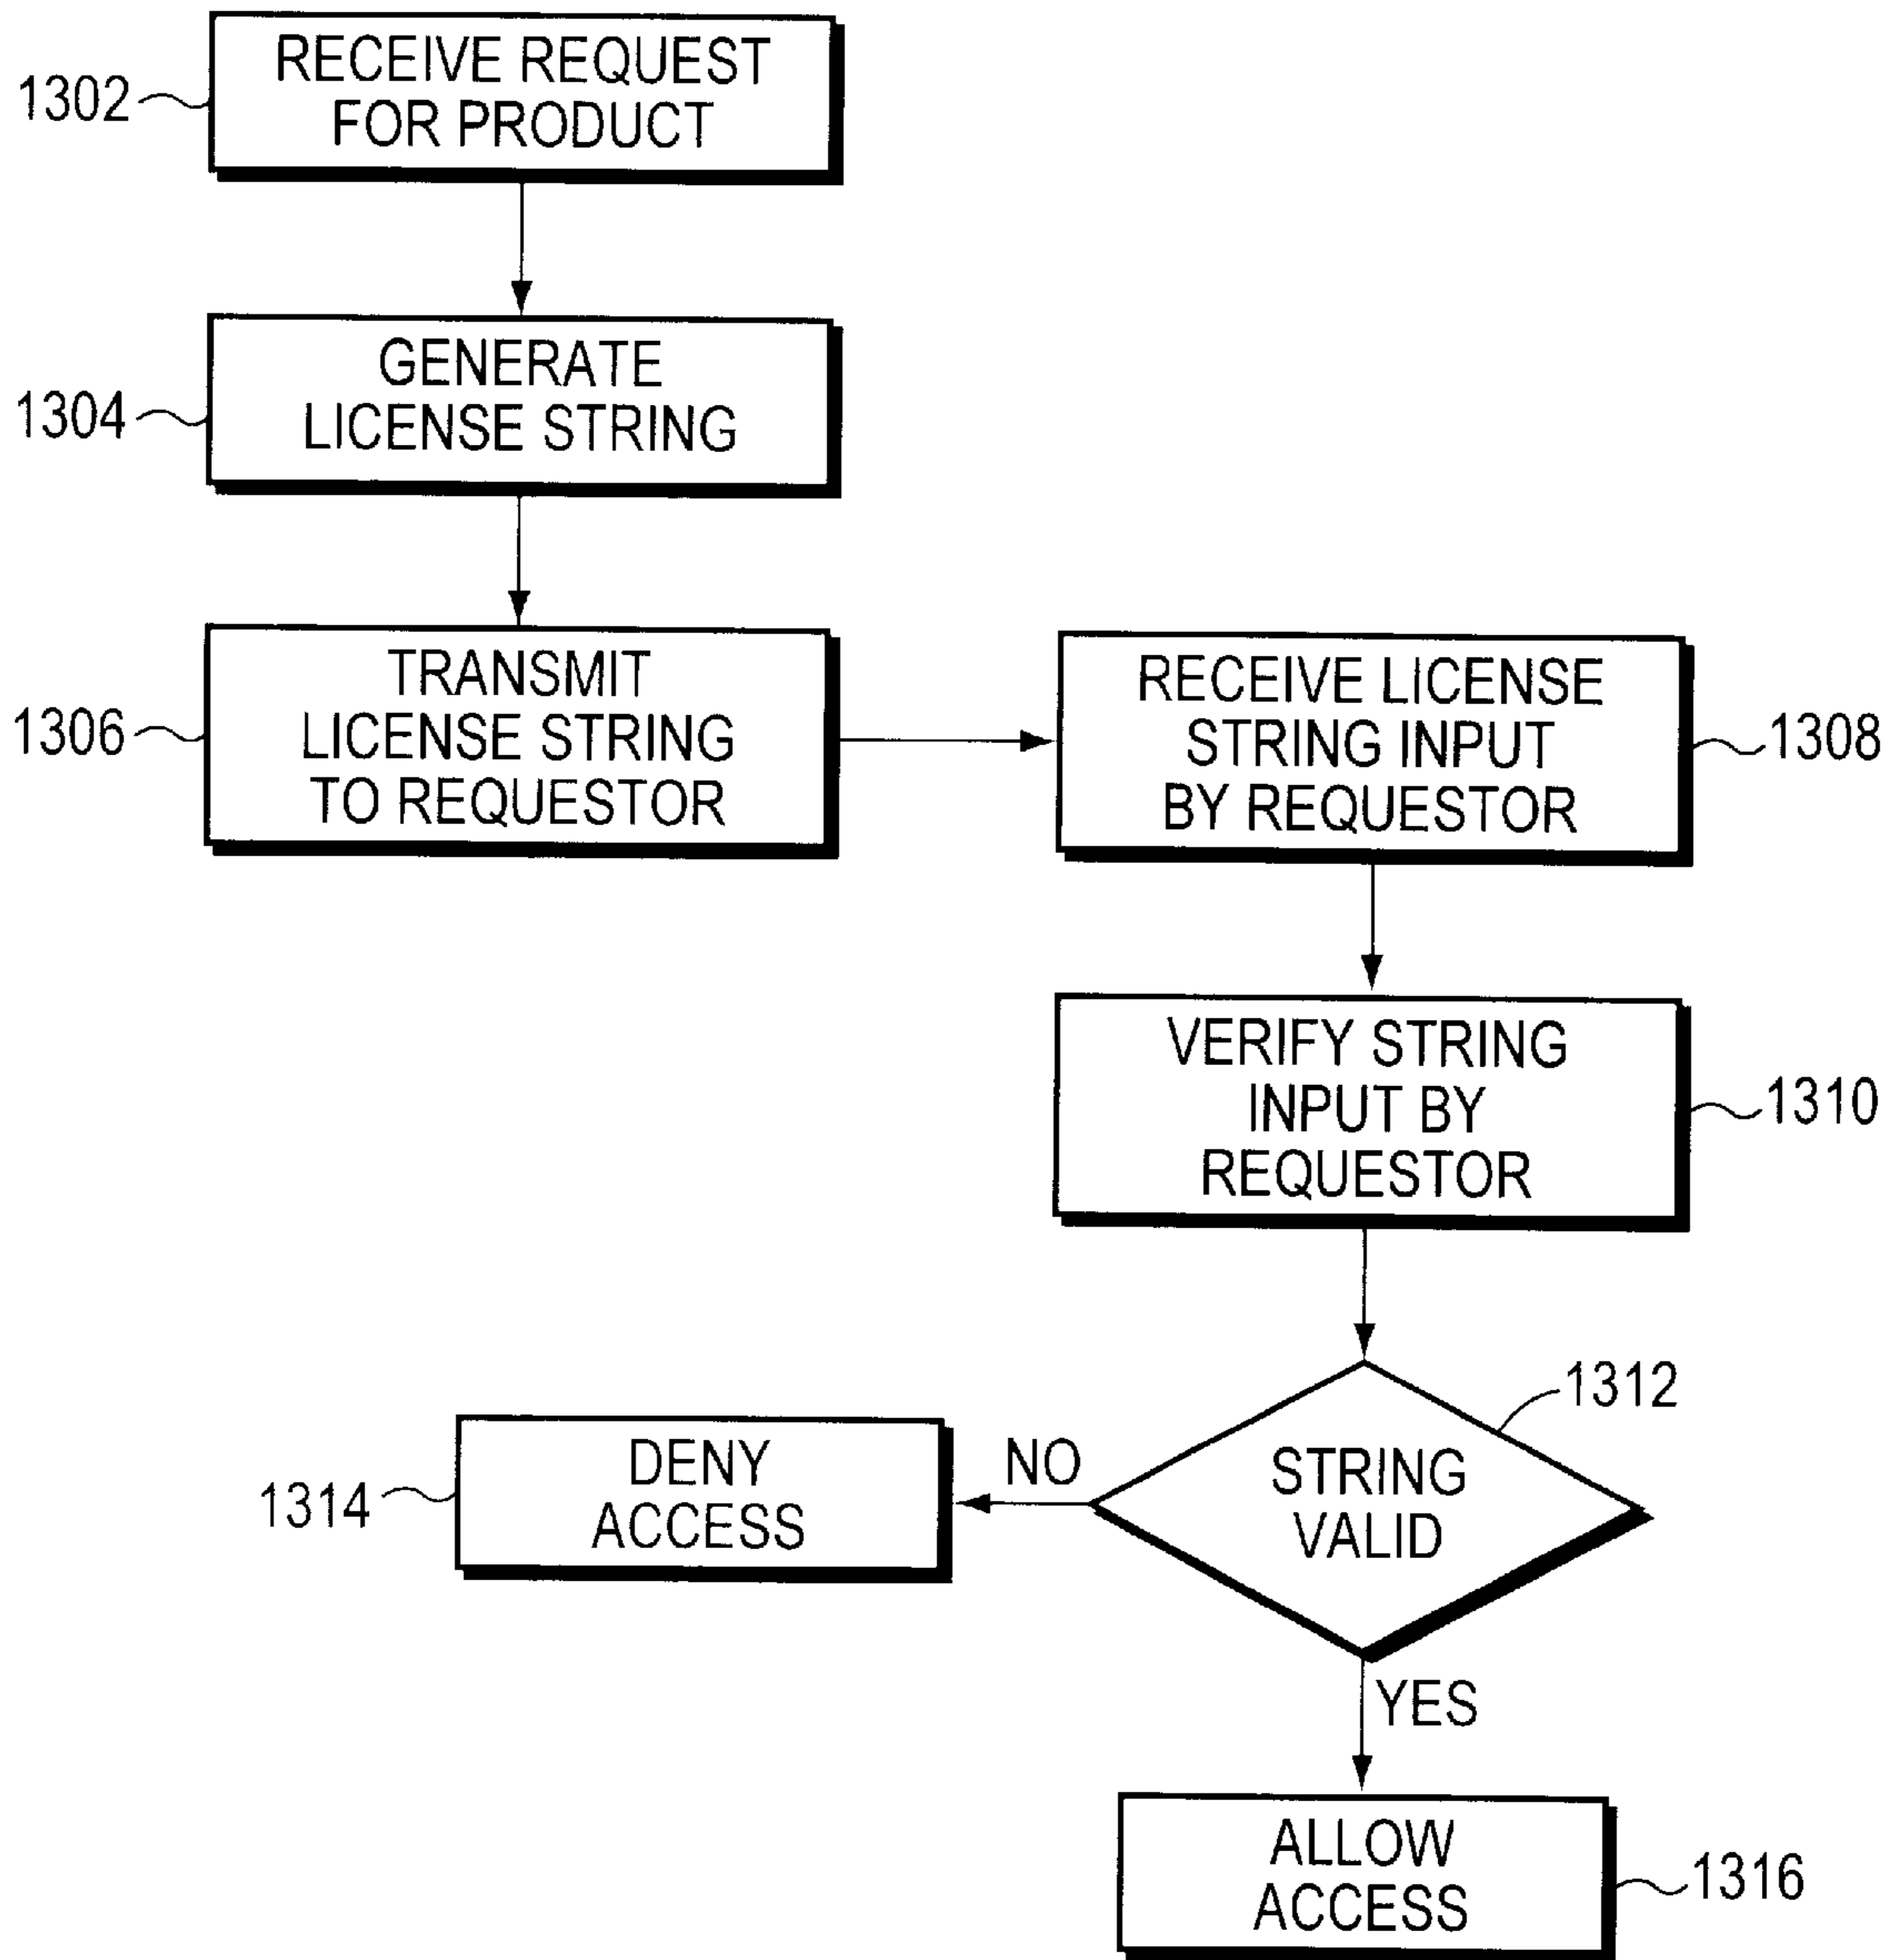 1302
RECEIVE REQUEST
FOR PRODUCT
1304
GENERATE
LICENSE STRING
1306
TRANSMIT
LICENSE STRING
TO REQUESTOR
RECEIVE LICENSE
STRING INPUT
BY REQUESTOR
1308
VERIFY STRING
INPUT BY
REQUESTOR
1310
1312
STRING
VALID
NO
DENY
ACCESS
1314
YES
ALLOW
ACCESS
1316